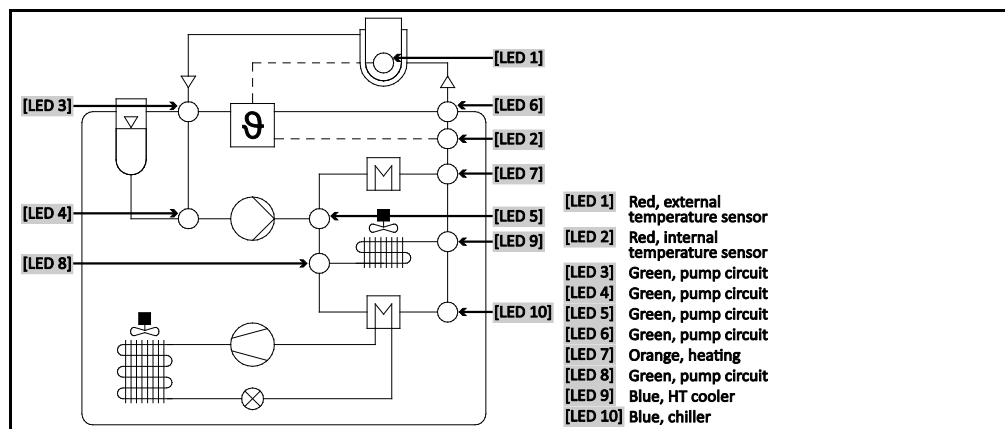 [LED 1]
[LED 3]
[LED 6]
ϑ
[LED 2]
[LED 7]
[LED 4]
[LED 5]
[LED 9]
[LED 8]
[LED 10]
[LED 1] Red, external
temperature sensor
[LED 2] Red, internal
temperature sensor
[LED 3] Green, pump circuit
[LED 4] Green, pump circuit
[LED 5] Green, pump circuit
[LED 6] Green, pump circuit
[LED 7] Orange, heating
[LED 8] Green, pump circuit
[LED 9] Blue, HT cooler
[LED 10] Blue, chiller